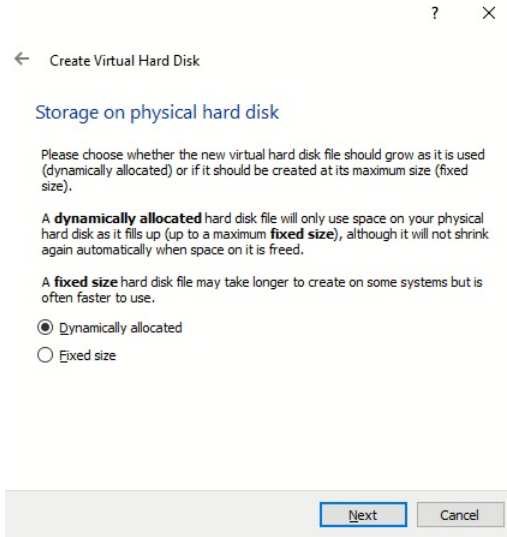 ?
Create Virtual Hard Disk
Storage on physical hard disk
Please choose whether the new virtual hard disk file should grow as it is used
(dynamically allocated) or if it should be created at its maximum size (fixed
size).
A dynamically allocated hard disk file will only use space on your physical
hard disk as it fills up (up to a maximum fixed size), although it will not shrink
again automatically when space on it is freed.
A fixed size hard disk file may take longer to create on some systems but is
often faster to use.
Dynamically allocated
Fixed size
Next Cancel